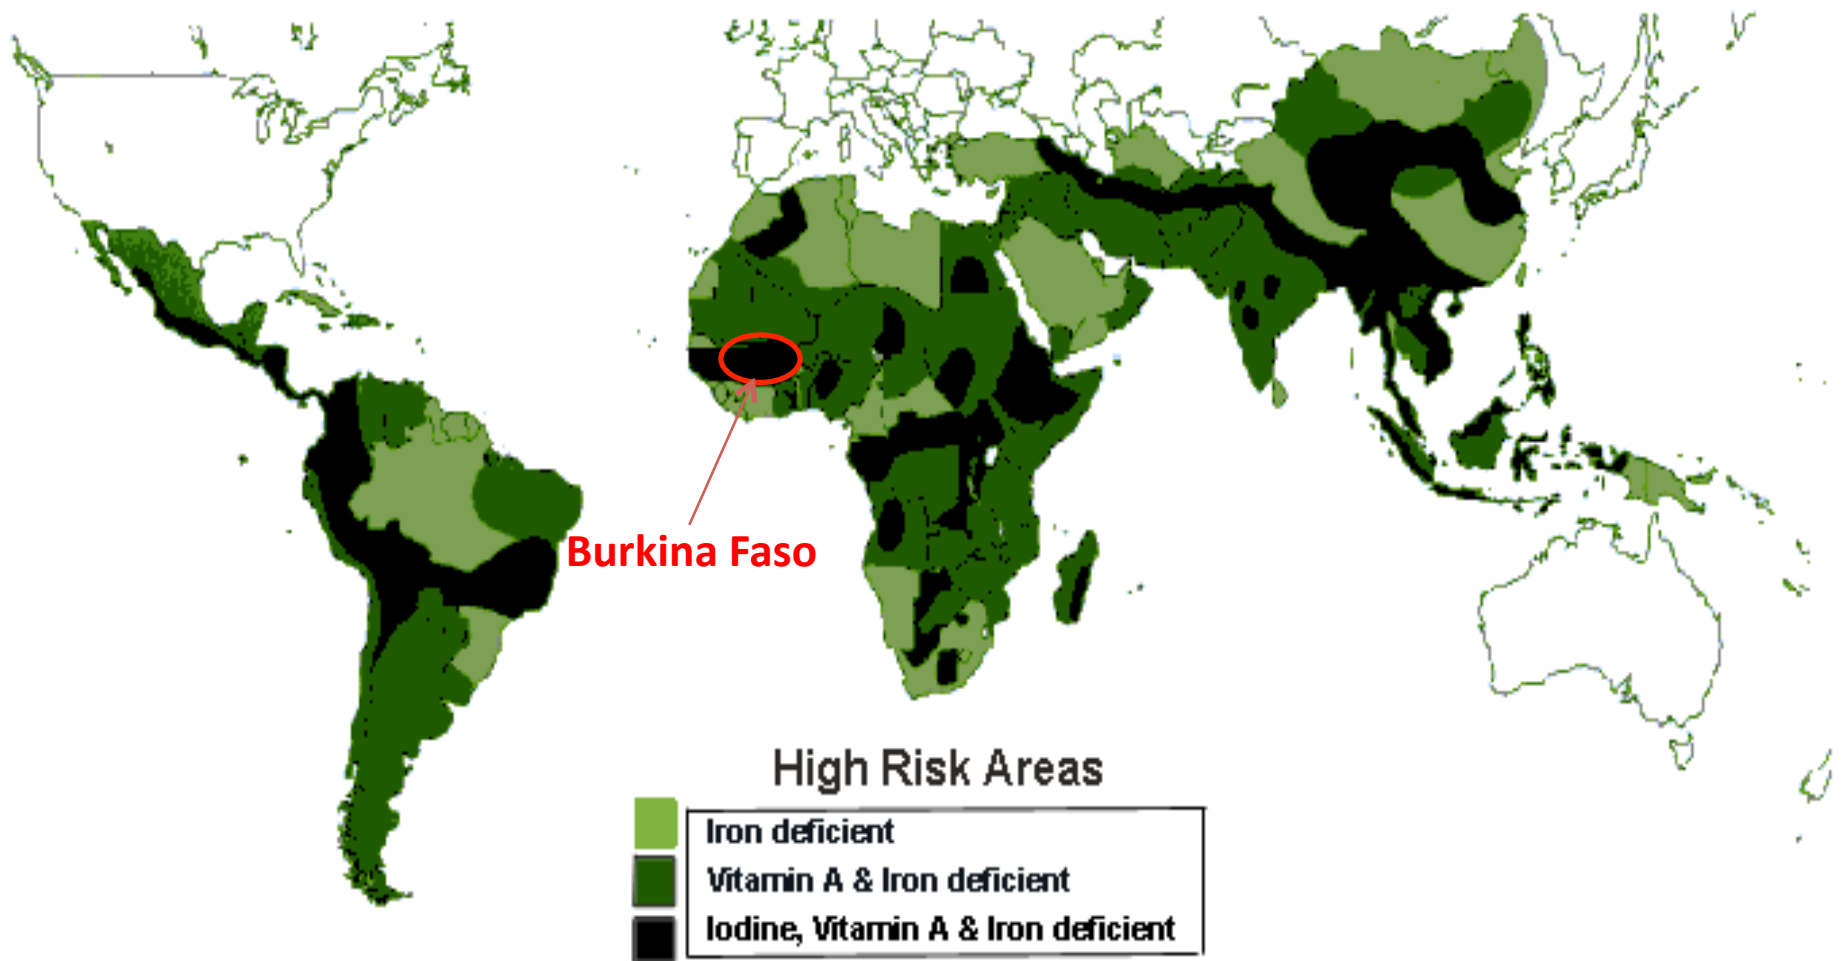 Burkina Faso
High Risk Areas
Iron deficient
Vitamin A & Iron deficient
Iodine, Vitamin A & Iron deficient